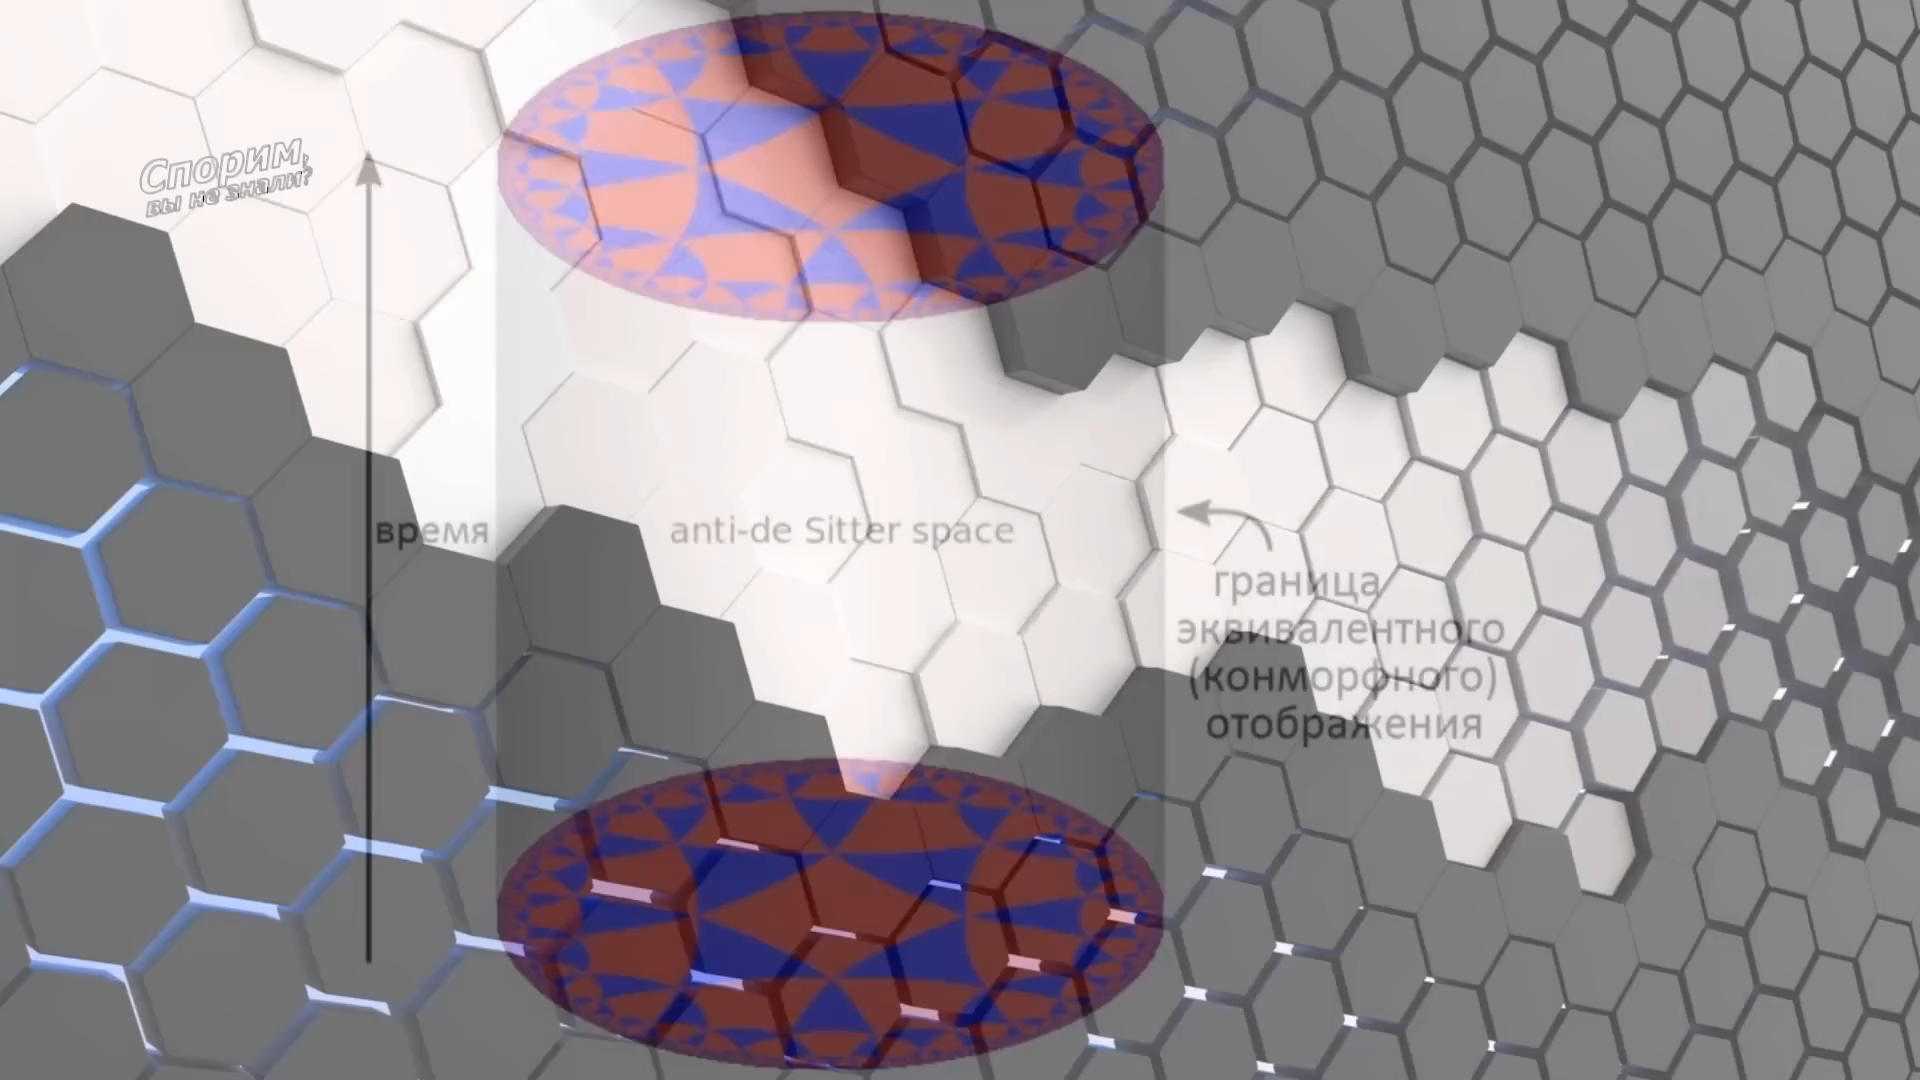 Спорим,
вы не знали?
время
anti-de Sitter space
граница
эквивалентного
(конморфного)
отображения